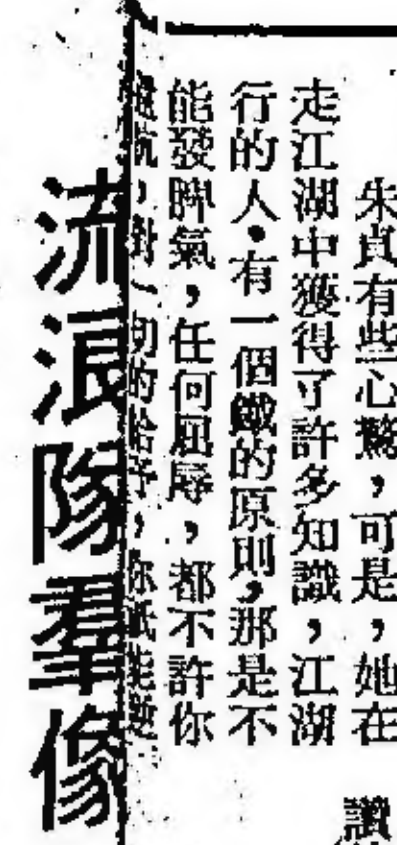 朱眞有些心驚，可是，她在
走江湖中獲得了許多知識，江湖
行的人，有一個鐵的原則，那是不
能發脾氣，任何屈辱，都不許你
抗，對一切的給予，你祇能
流浪隊羣像
讀